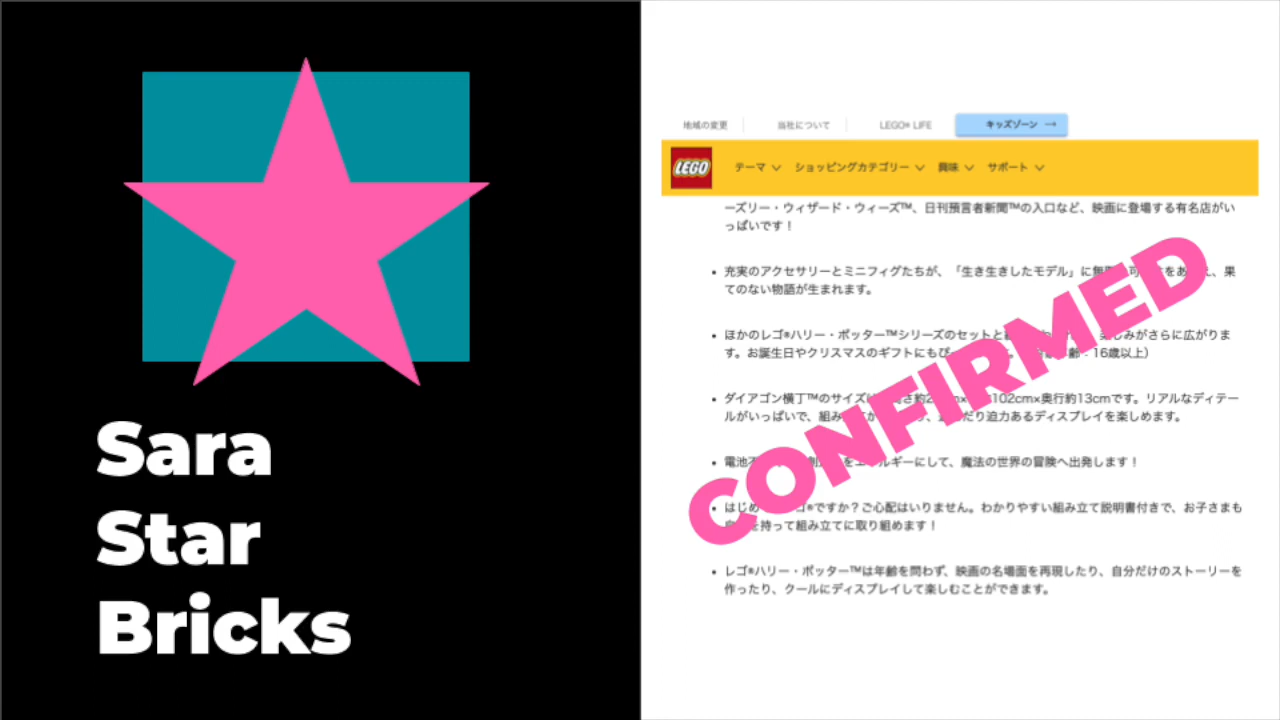 Sara
Star
Bricks
地域の変更
当社について
LEGO® LIFE
キッズゾーン →
LEGO
テーマ
ショッピングカテゴリー
興味
サポート
ーズリー・ウィザード・ウィーズ™、日刊預言者新聞™の入口など、映画に登場する有名店がい
っぱいです！
• 充実のアクセサリーとミニフィグたちが、「生き生きしたモデル」に
果
てのない物語が生まれます。
• ほかのレゴ®ハリー・ポッター™シリーズのセットと
しみがさらに広がりま
す。お誕生日やクリスマスのギフトにも
齢：16歳以上）
• ダイアゴン横丁™のサイズは
102cm×奥行約13cmです。リアルなディテー
ルがいっぱいで、組み
だり迫力あるディスプレイを楽しめます。
• 電池
ルギーにして、魔法の世界の冒険へ出発します！
• はじめ
®ですか？ご心配はいりません。わかりやすい組み立て説明書付きで、お子さまも
を持って組み立てに取り組めます！
• レゴ®ハリー・ポッター™は年齢を問わず、映画の名場面を再現したり、自分だけのストーリーを
作ったり、クールにディスプレイして楽しむことができます。
CONFIRMED